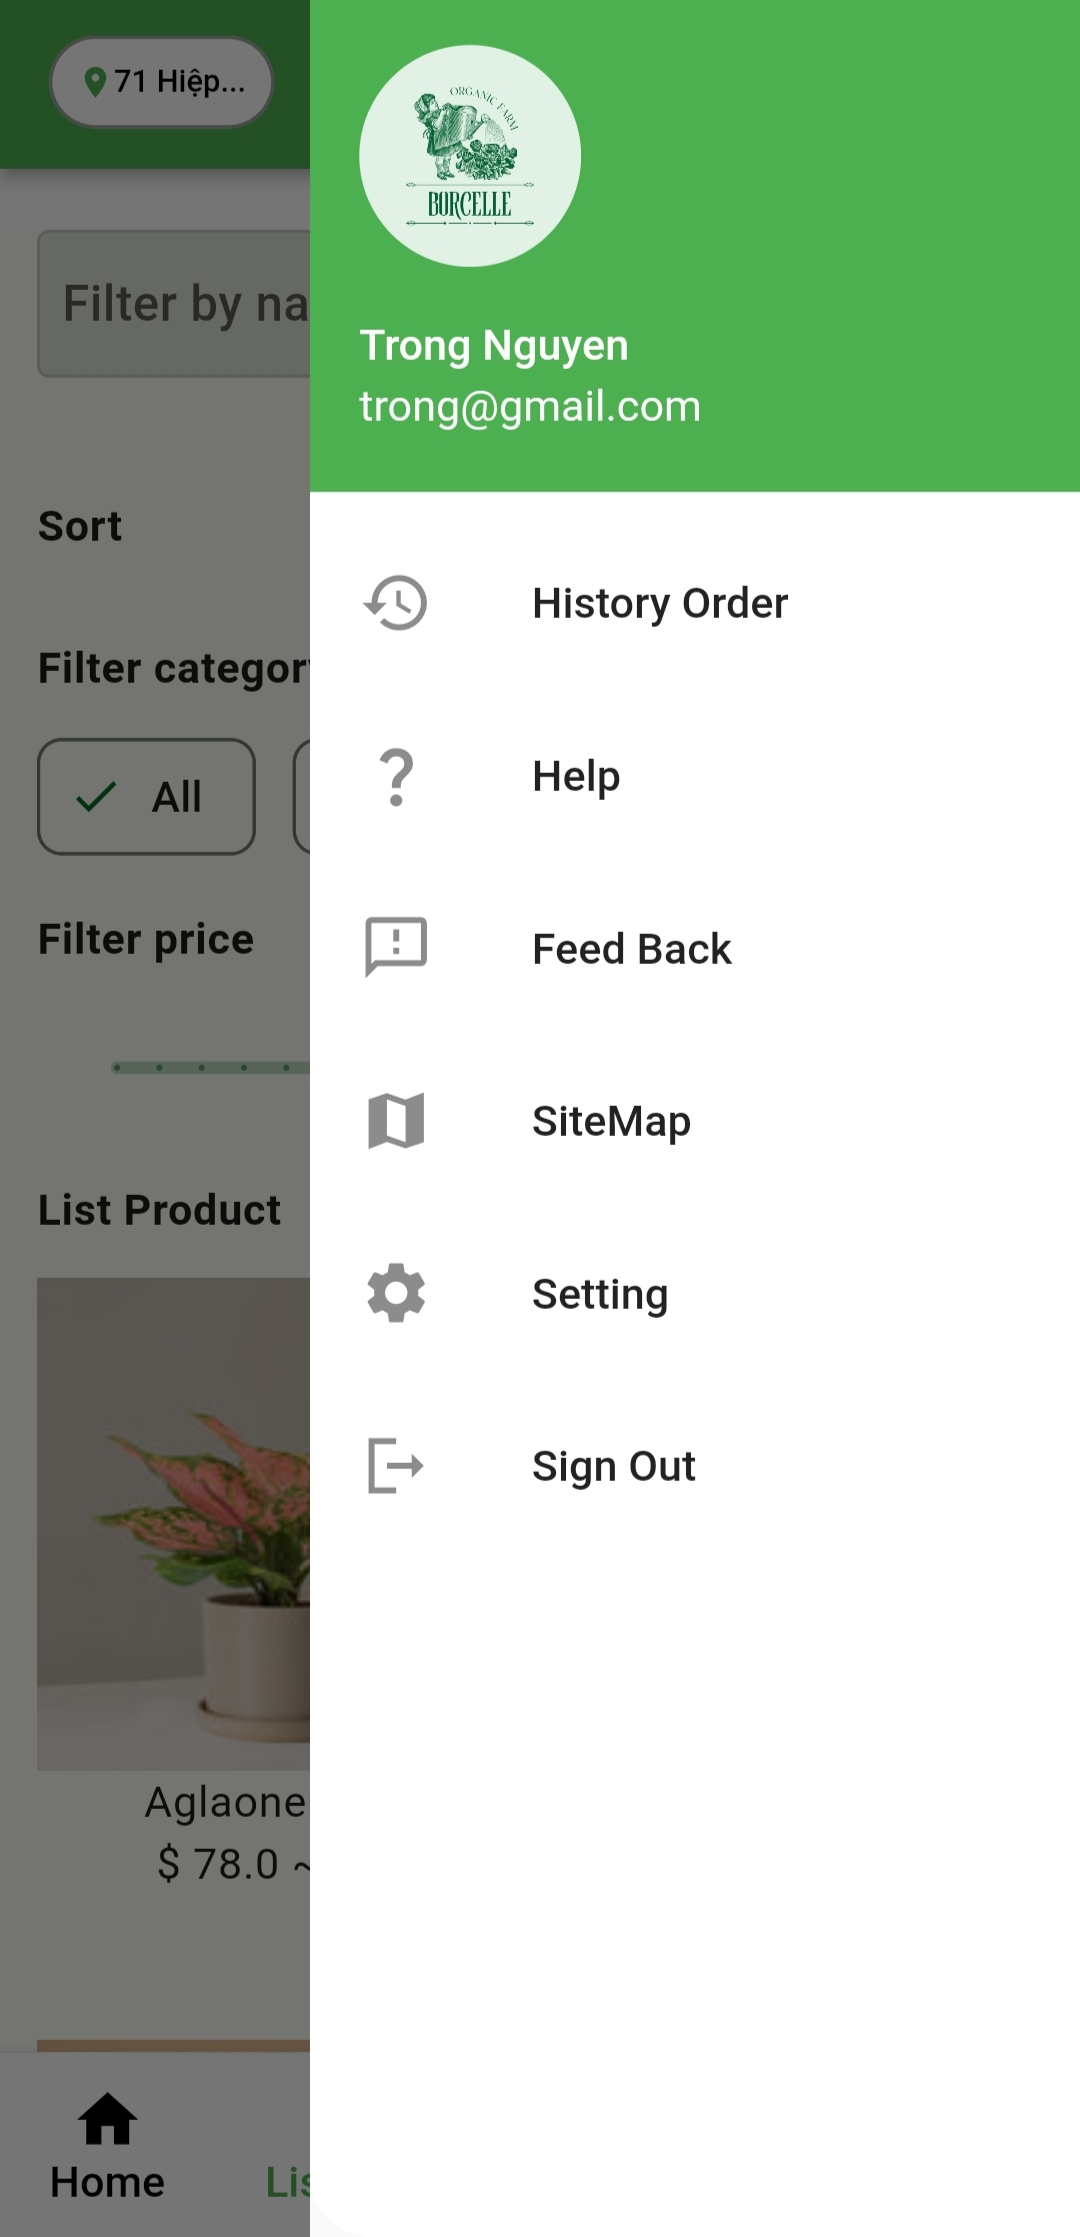 71 Hiệp...
ORGANIC FARM
BORCELLE
Trong Nguyen
trong@gmail.com
Filter by na
Sort
Filter categor
All
Filter price
List Product
Aglaone
$ 78.0 ~
Home
Lis
History Order
Help
Feed Back
SiteMap
Setting
Sign Out